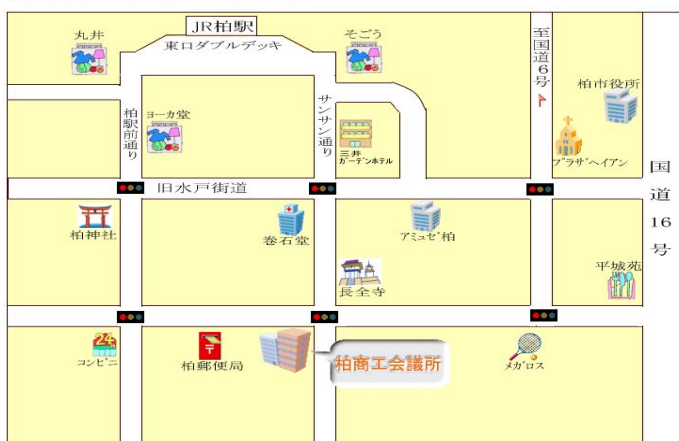 JR柏駅
東口ダブルデッキ
丸井
そごう
至国道6号
柏市役所
柏駅前通り
ヨーカ堂
サンサン通り
三井
ガーデンホテル
プラザヘイアン
国道16号
旧水戸街道
柏神社
巻石堂
アミュゼ柏
長全寺
平城苑
24
コンビニ
〒
柏郵便局
柏商工会議所
メガロス